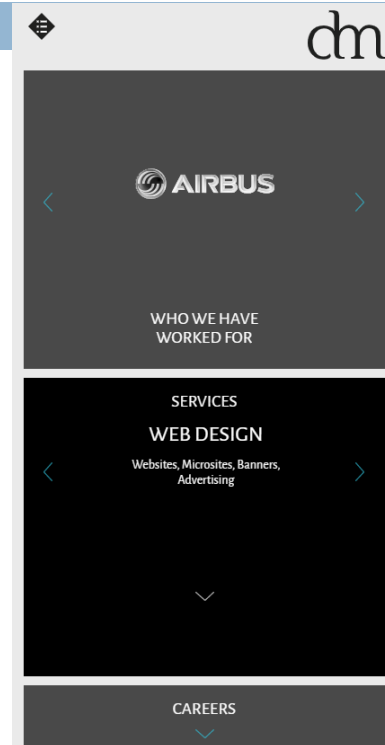 dm
AIRBUS
WHO WE HAVE
WORKED FOR
SERVICES
WEB DESIGN
Websites, Microsites, Banners,
Advertising
CAREERS